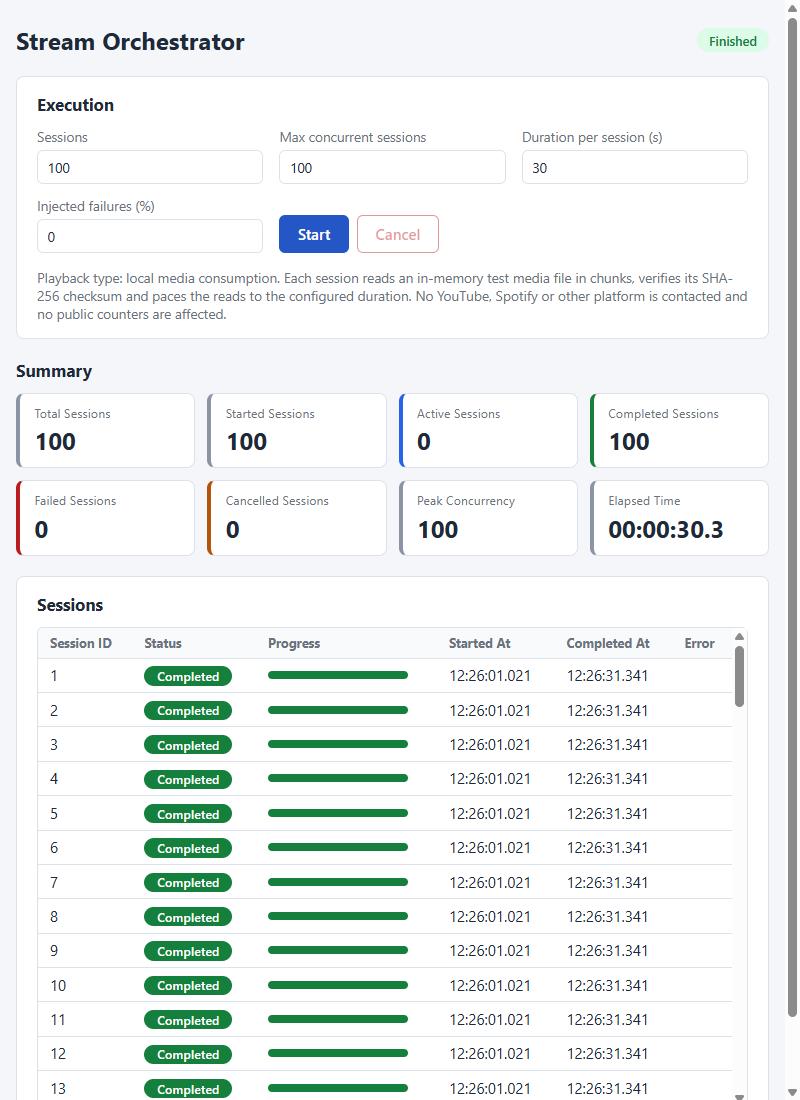 Stream Orchestrator
Finished
Execution
Sessions
Max concurrent sessions
Duration per session (s)
100
100
30
Injected failures (%)
0
Start
Cancel
Playback type: local media consumption. Each session reads an in-memory test media file in chunks, verifies its SHA-
256 checksum and paces the reads to the configured duration. No YouTube, Spotify or other platform is contacted and
no public counters are affected.
Summary
Total Sessions
100
Started Sessions
100
Active Sessions
0
Completed Sessions
100
Failed Sessions
0
Cancelled Sessions
0
Peak Concurrency
100
Elapsed Time
00:00:30.3
Sessions
Session ID Status Progress Started At Completed At Error
1 Completed 12:26:01.021 12:26:31.341
2 Completed 12:26:01.021 12:26:31.341
3 Completed 12:26:01.021 12:26:31.341
4 Completed 12:26:01.021 12:26:31.341
5 Completed 12:26:01.021 12:26:31.341
6 Completed 12:26:01.021 12:26:31.341
7 Completed 12:26:01.021 12:26:31.341
8 Completed 12:26:01.021 12:26:31.341
9 Completed 12:26:01.021 12:26:31.341
10 Completed 12:26:01.021 12:26:31.341
11 Completed 12:26:01.021 12:26:31.341
12 Completed 12:26:01.021 12:26:31.341
13 Completed 12:26:01.021 12:26:31.341